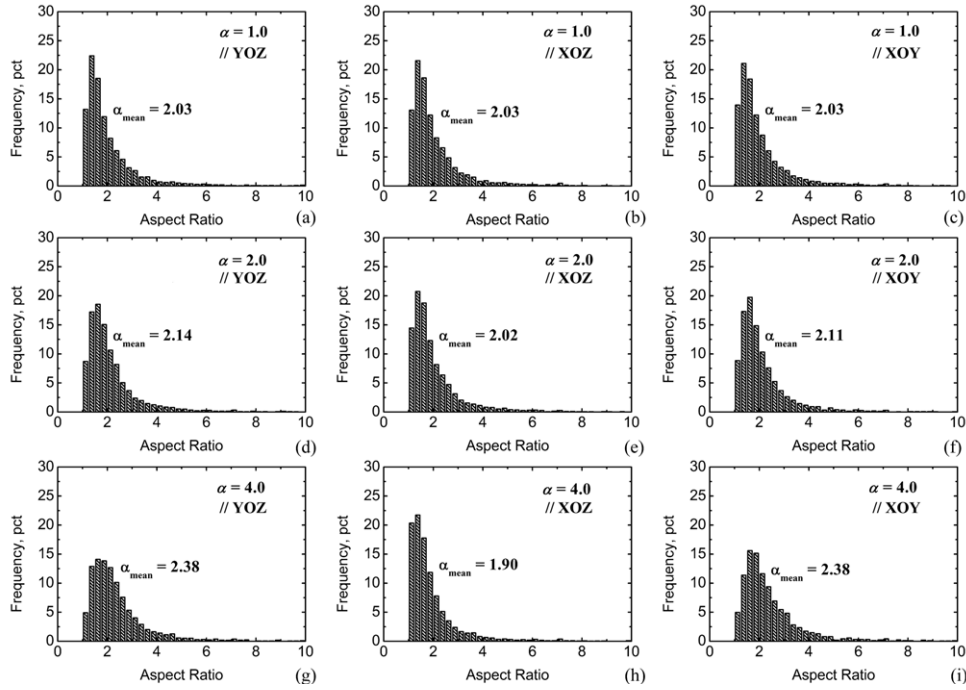 30
25
20
15
10
5
0
Frequency, pct
α = 1.0
// YOZ
αmean = 2.03
0 2 4 6 8 10
Aspect Ratio
(a)
30
25
20
15
10
5
0
Frequency, pct
α = 1.0
// XOZ
αmean = 2.03
0 2 4 6 8 10
Aspect Ratio
(b)
30
25
20
15
10
5
0
Frequency, pct
α = 1.0
// XOY
αmean = 2.03
0 2 4 6 8 10
Aspect Ratio
(c)
30
25
20
15
10
5
0
Frequency, pct
α = 2.0
// YOZ
αmean = 2.14
0 2 4 6 8 10
Aspect Ratio
(d)
30
25
20
15
10
5
0
Frequency, pct
α = 2.0
// XOZ
αmean = 2.02
0 2 4 6 8 10
Aspect Ratio
(e)
30
25
20
15
10
5
0
Frequency, pct
α = 2.0
// XOY
αmean = 2.11
0 2 4 6 8 10
Aspect Ratio
(f)
30
25
20
15
10
5
0
Frequency, pct
α = 4.0
// YOZ
αmean = 2.38
0 2 4 6 8 10
Aspect Ratio
(g)
30
25
20
15
10
5
0
Frequency, pct
α = 4.0
// XOZ
αmean = 1.90
0 2 4 6 8 10
Aspect Ratio
(h)
30
25
20
15
10
5
0
Frequency, pct
α = 4.0
// XOY
αmean = 2.38
0 2 4 6 8 10
Aspect Ratio
(i)